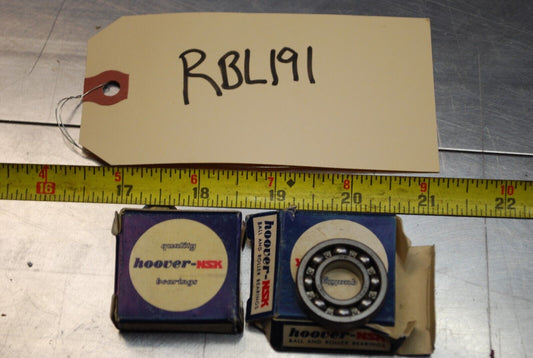 RBL191
4 5 6 7 8 9 10
16 17 18 19 20 21 22
quality
hoover-NSK
bearings
hoover-NSK
BALL AND ROLLER BEARINGS
hoover-NSK
BALL AND ROLLER BEARINGS